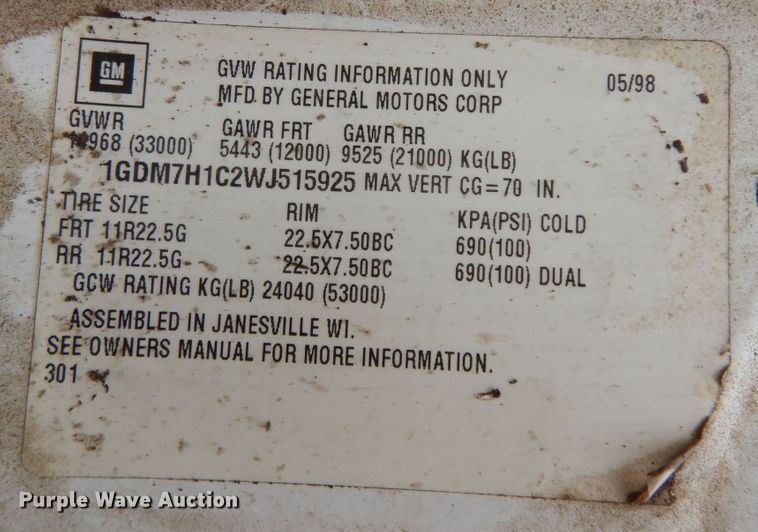 GM
GVW RATING INFORMATION ONLY 05/98
MFD. BY GENERAL MOTORS CORP
GVWR GAWR FRT GAWR RR
14968 (33000) 5443 (12000) 9525 (21000) KG(LB)
1GDM7H1C2WJ515925 MAX VERT CG=70 IN.
TIRE SIZE RIM KPA(PSI) COLD
FRT 11R22.5G 22.5X7.50BC 690(100)
RR 11R22.5G 22.5X7.50BC 690(100) DUAL
GCW RATING KG(LB) 24040 (53000)
ASSEMBLED IN JANESVILLE WI.
SEE OWNERS MANUAL FOR MORE INFORMATION.
301
Purple Wave Auction